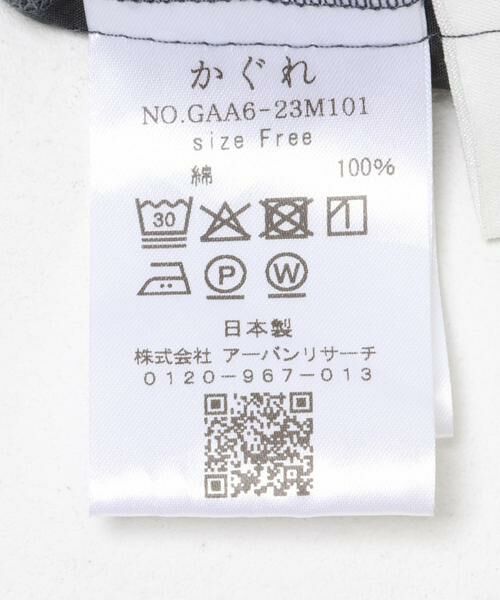 かぐれ
NO.GAA6-23M101
size Free
綿 100%
30
P W
日本製
株式会社 アーバンリサーチ
0120-967-013